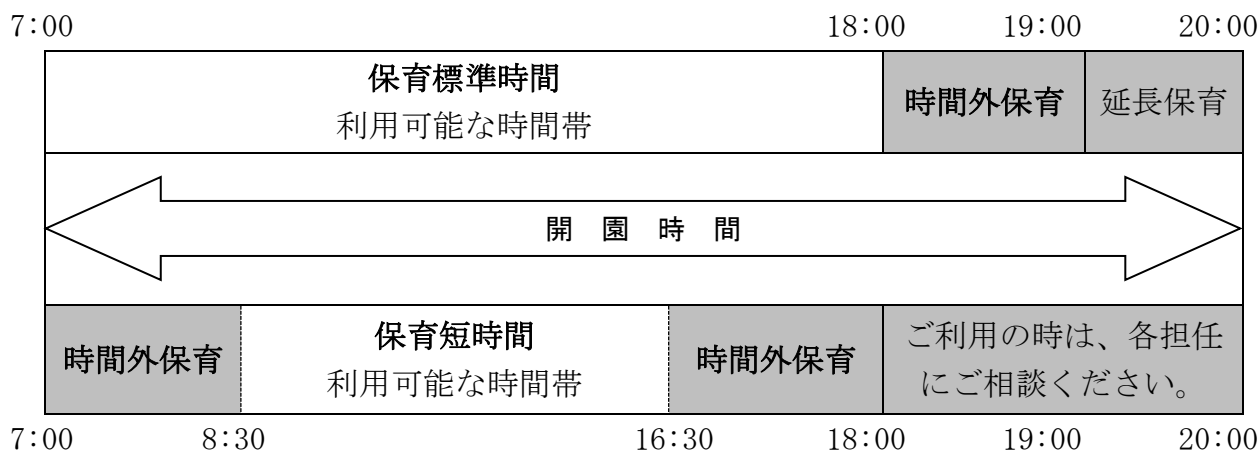 7:00 18:00 19:00 20:00
保育標準時間
利用可能な時間帯
時間外保育
延長保育
開園時間
時間外保育
保育短時間
利用可能な時間帯
時間外保育
ご利用の時は、各担任
にご相談ください。
7:00 8:30 16:30 18:00 19:00 20:00